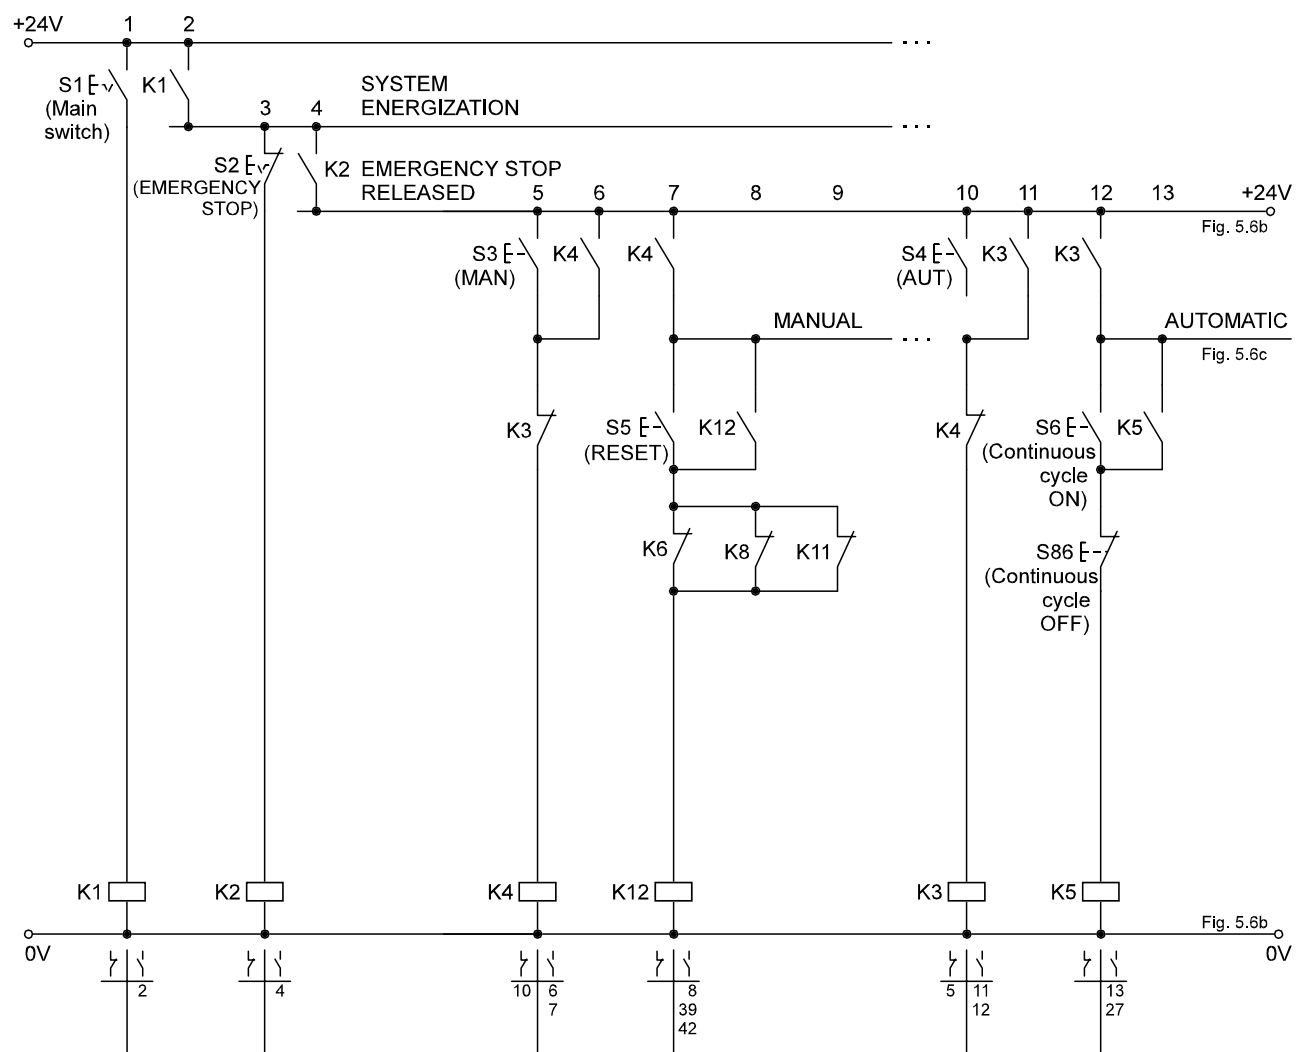 +24V 1 2
S1 K1 SYSTEM
(Main ENERGIZATION
switch) 3 4
S2 K2 EMERGENCY STOP
(EMERGENCY RELEASED
STOP)
5 6 7 8 9 10 11 12 13 +24V
Fig. 5.6b
S3 K4 K4 S4 K3 K3
(MAN) (AUT)
MANUAL AUTOMATIC
Fig. 5.6c
K3 S5 K12 K4 S6 K5
(RESET) (Continuous
cycle
ON)
K6 K8 K11 S86
(Continuous
cycle
OFF)
K1 K2 K4 K12 K3 K5
Fig. 5.6b
0V 0V
2 4 10 6 8 5 11 13
7 39 12 27
42